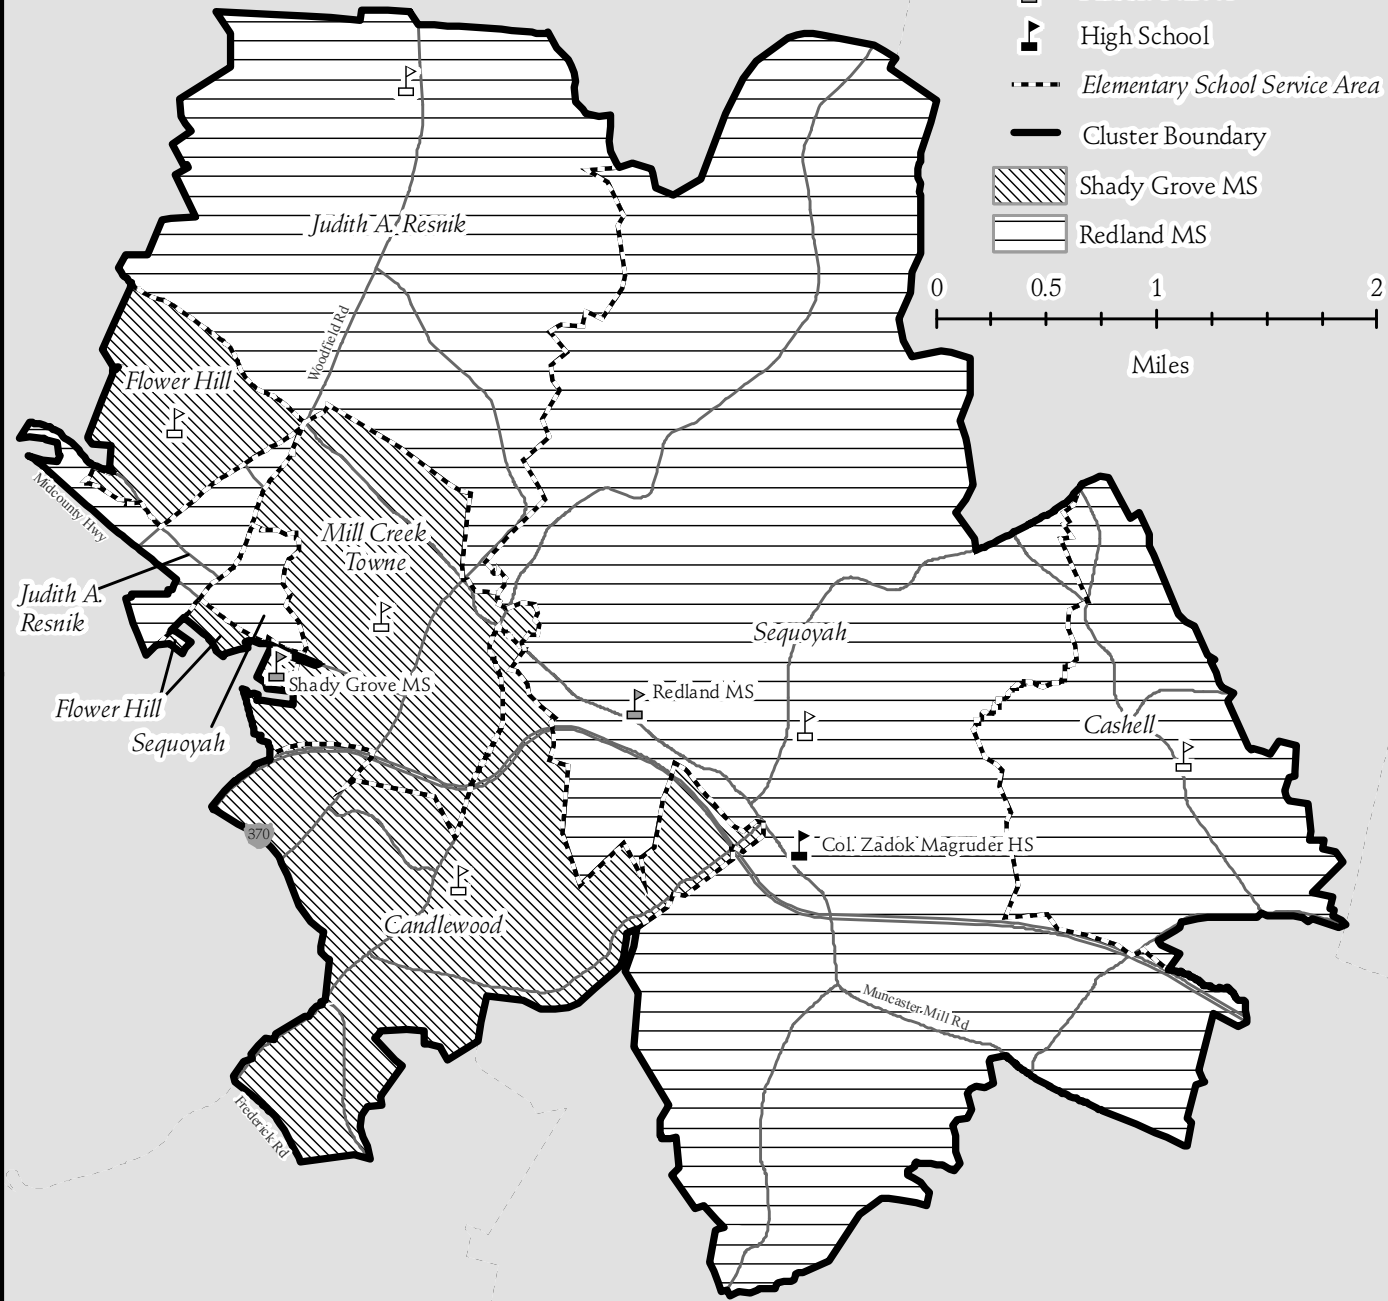 High School
Elementary School Service Area
Cluster Boundary
Shady Grove MS
Redland MS
0 0.5 1 2
Miles
Judith A. Resnik
Woodfield Rd
Flower Hill
Midcounty Hwy
Mill Creek
Towne
Judith A.
Resnik
Sequoyah
Shady Grove MS
Redland MS
Flower Hill
Sequoyah
Cashell
370
Col. Zadok Magruder HS
Candlewood
Muncaster Mill Rd
Frederick Rd